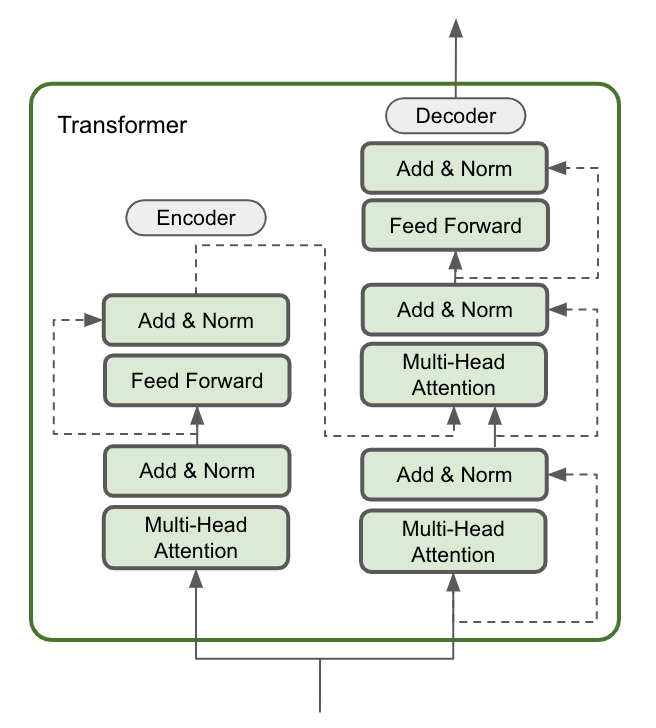 Transformer
Encoder
Add & Norm
Feed Forward
Add & Norm
Multi-Head
Attention
Decoder
Add & Norm
Feed Forward
Add & Norm
Multi-Head
Attention
Add & Norm
Multi-Head
Attention